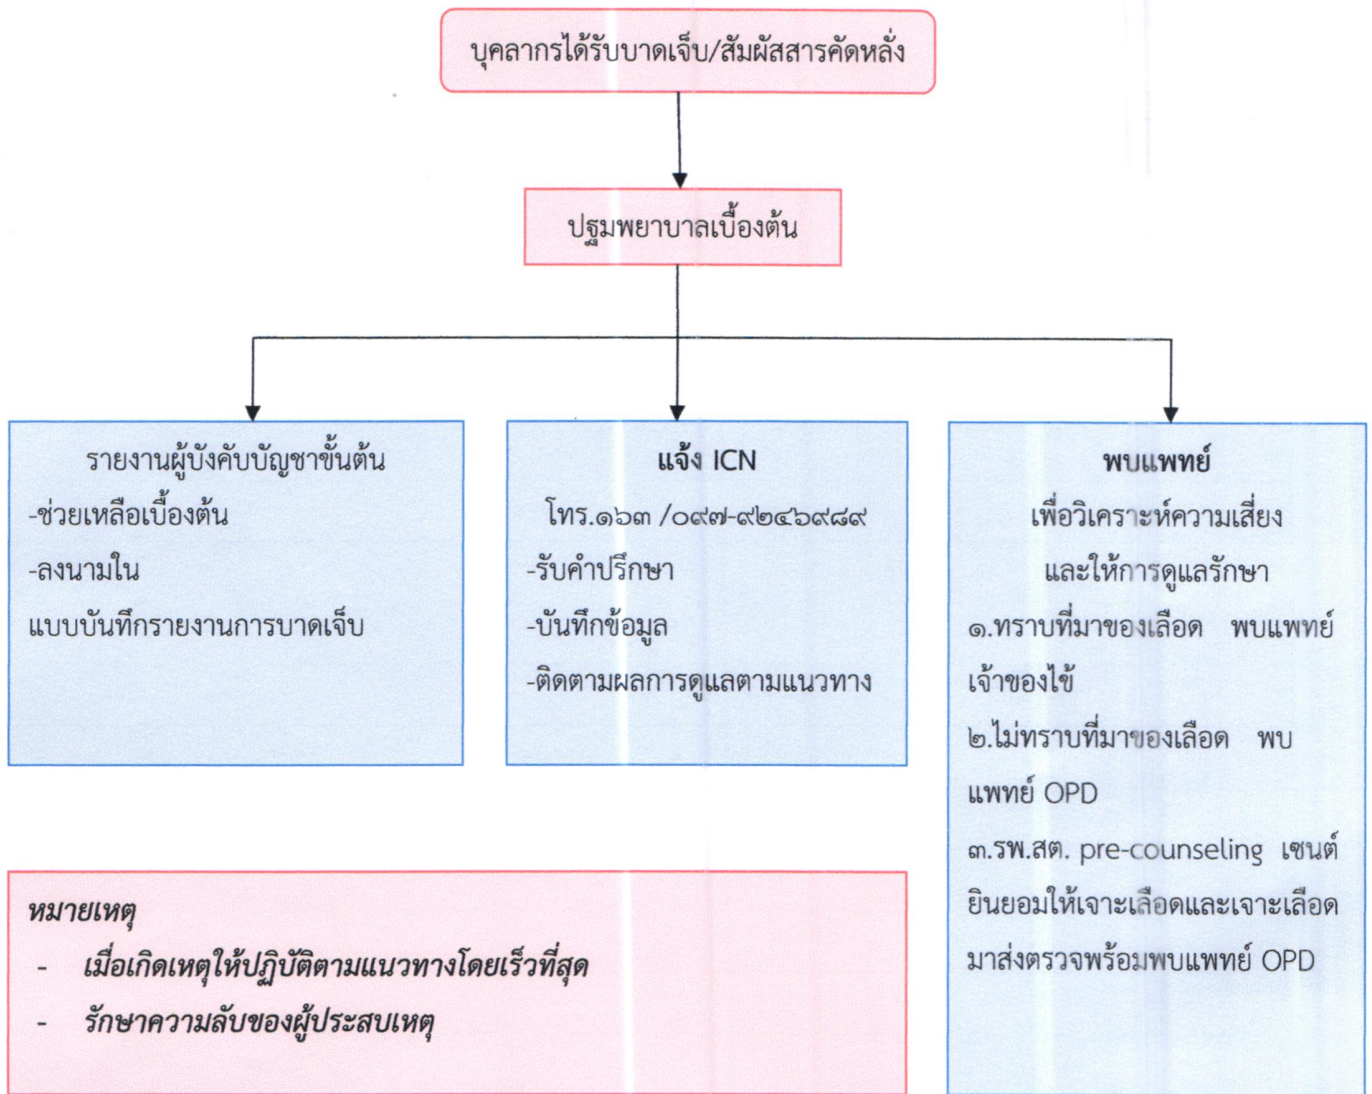 บุคลากรได้รับบาดเจ็บ/สัมผัสสารคัดหลั่ง
ปฐมพยาบาลเบื้องต้น
รายงานผู้บังคับบัญชาขั้นต้น
-ช่วยเหลือเบื้องต้น
-ลงนามใน
แบบบันทึกรายงานการบาดเจ็บ
แจ้ง ICN
โทร.๑๖๓ /๐๙๗-๙๒๔๖๙๘๙
-รับคำปรึกษา
-บันทึกข้อมูล
-ติดตามผลการดูแลตามแนวทาง
พบแพทย์
เพื่อวิเคราะห์ความเสี่ยง
และให้การดูแลรักษา
๑.ทราบที่มาของเลือด พบแพทย์
เจ้าของไข้
๒.ไม่ทราบที่มาของเลือด พบ
แพทย์ OPD
๓.รพ.สต. pre-counseling เซนต์
ยินยอมให้เจาะเลือดและเจาะเลือด
มาส่งตรวจพร้อมพบแพทย์ OPD
หมายเหตุ
- เมื่อเกิดเหตุให้ปฏิบัติตามแนวทางโดยเร็วที่สุด
- รักษาความลับของผู้ประสบเหตุ